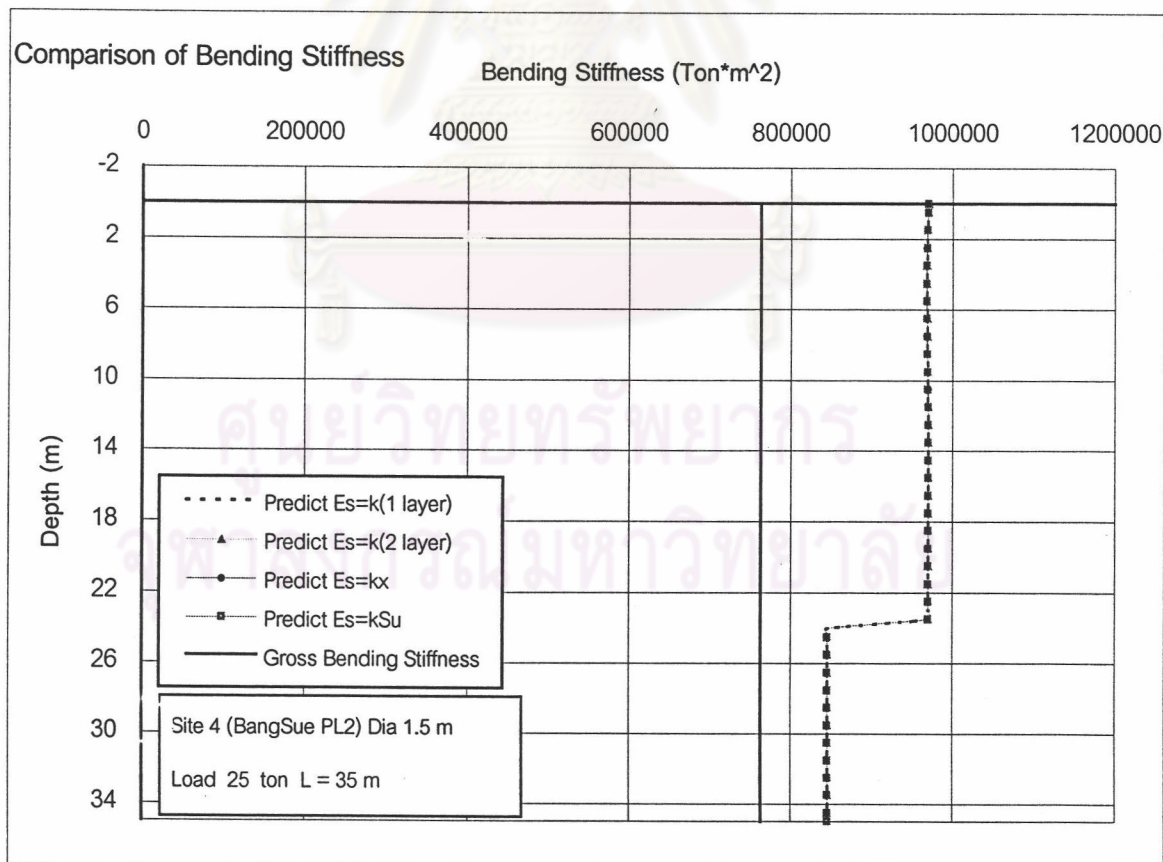 Comparison of Bending Stiffness
Bending Stiffness (Ton*m^2)
0 200000 400000 600000 800000 1000000 1200000
-2
2
6
10
14
18
22
26
30
34
Depth (m)
Predict Es=k(1 layer)
Predict Es=k(2 layer)
Predict Es=kx
Predict Es=kSu
Gross Bending Stiffness
Site 4 (BangSue PL2) Dia 1.5 m
Load 25 ton L = 35 m
ศูนย์วิทยทรัพยากร
จุฬาลงกรณ์มหาวิทยาลัย